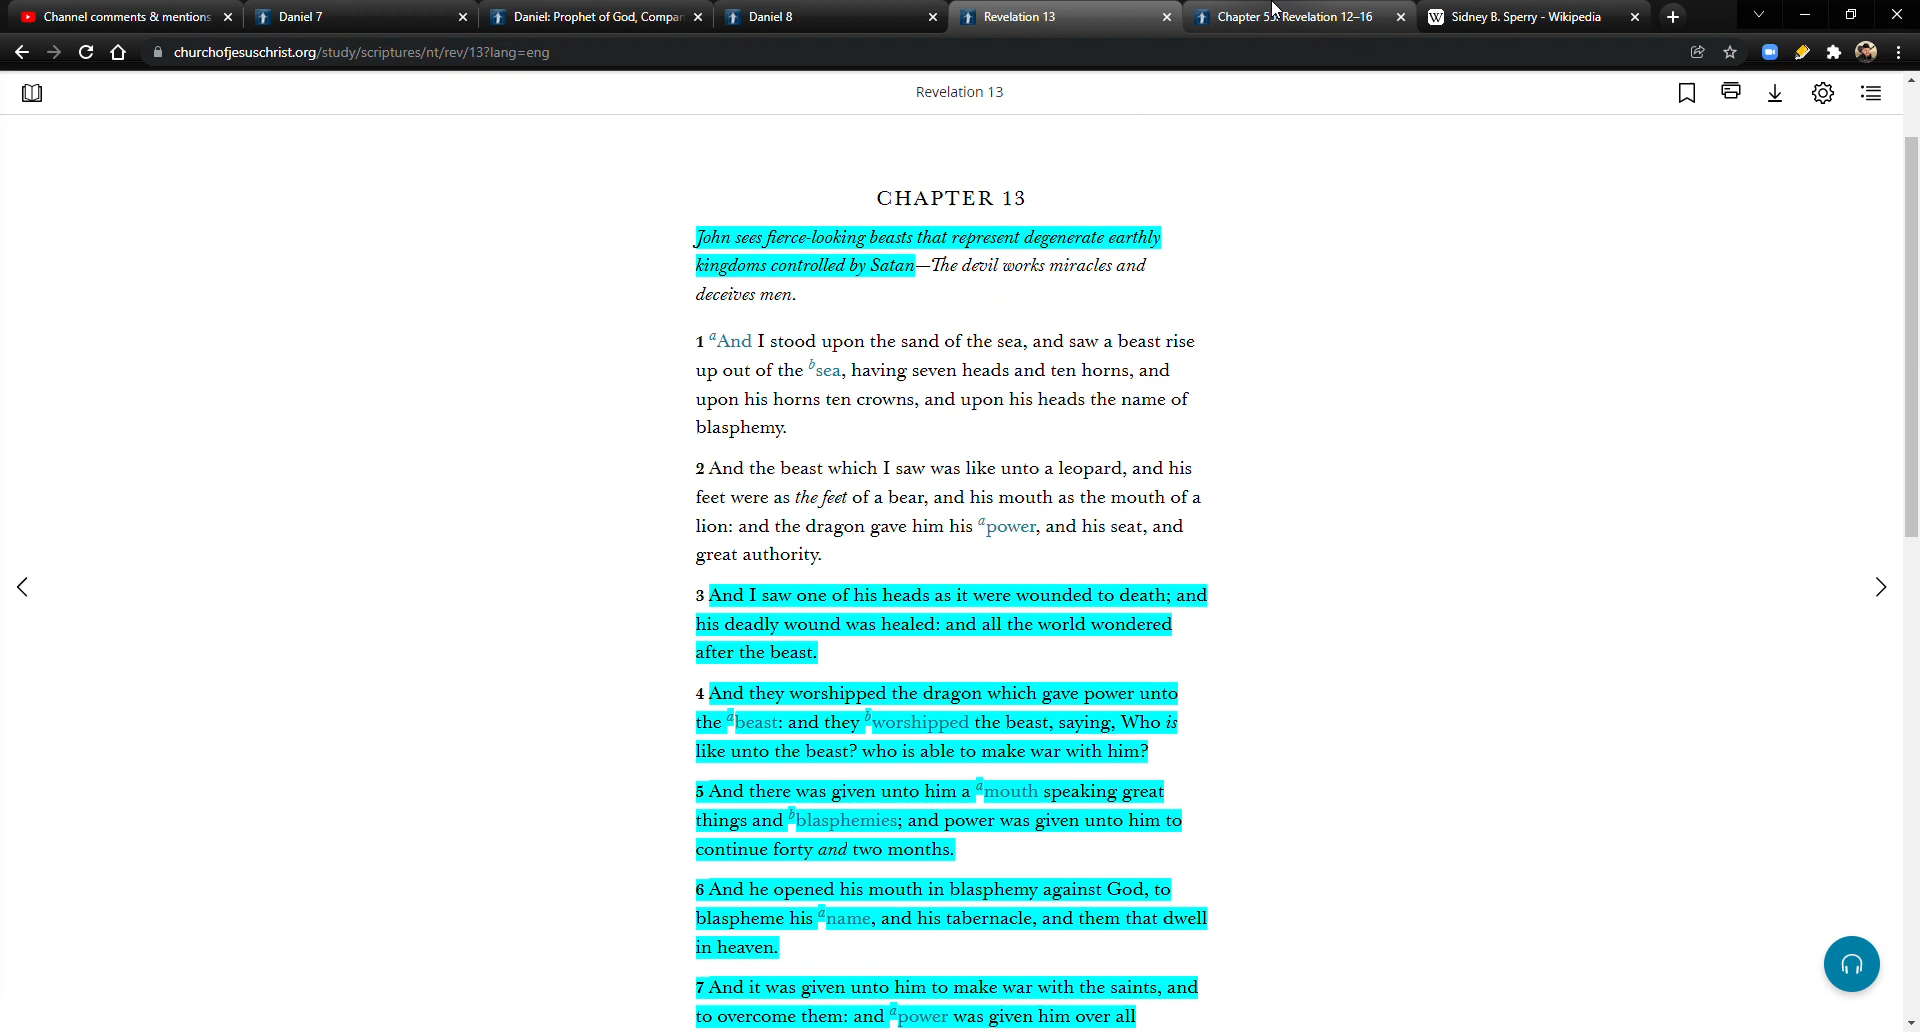 Channel comments & mentions
Daniel 7
Daniel: Prophet of God, Compan
Daniel 8
Revelation 13
Chapter 5 Revelation 12–16
Sidney B. Sperry - Wikipedia
churchofjesuschrist.org/study/scriptures/nt/rev/13?lang=eng
Revelation 13
CHAPTER 13
John sees fierce-looking beasts that represent degenerate earthly
kingdoms controlled by Satan—The devil works miracles and
deceives men.
1 aAnd I stood upon the sand of the sea, and saw a beast rise
up out of the bsea, having seven heads and ten horns, and
upon his horns ten crowns, and upon his heads the name of
blasphemy.
2 And the beast which I saw was like unto a leopard, and his
feet were as the feet of a bear, and his mouth as the mouth of a
lion: and the dragon gave him his apower, and his seat, and
great authority.
3 And I saw one of his heads as it were wounded to death; and
his deadly wound was healed: and all the world wondered
after the beast.
4 And they worshipped the dragon which gave power unto
the abeast: and they bworshipped the beast, saying, Who is
like unto the beast? who is able to make war with him?
5 And there was given unto him a amouth speaking great
things and bblasphemies; and power was given unto him to
continue forty and two months.
6 And he opened his mouth in blasphemy against God, to
blaspheme his aname, and his tabernacle, and them that dwell
in heaven.
7 And it was given unto him to make war with the saints, and
to overcome them: and apower was given him over all